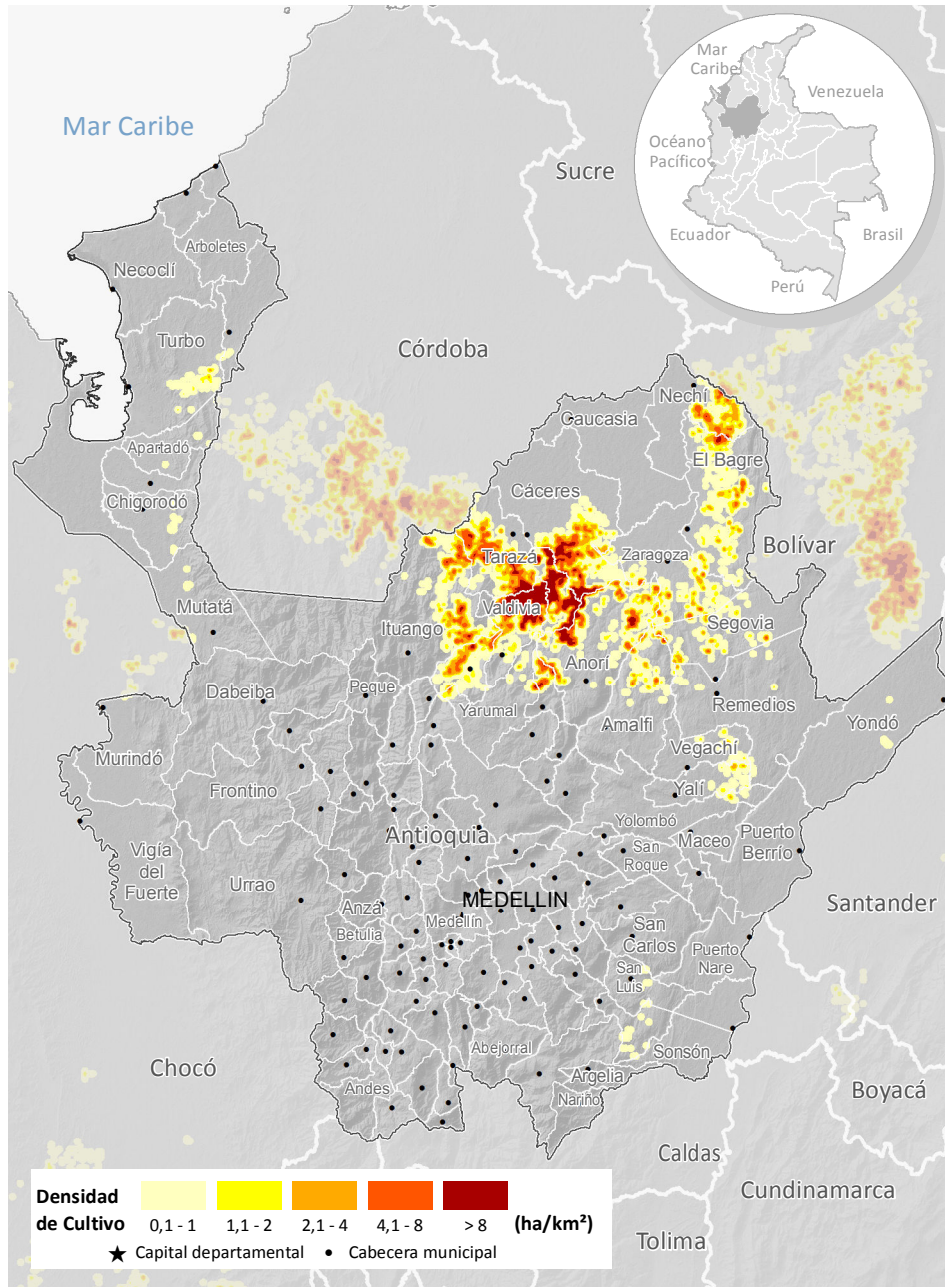 Mar
Caribe
Venezuela
Océano
Pacífico
Ecuador
Brasil
Perú
Mar Caribe
Sucre
Arboletes
Necoclí
Turbo
Córdoba
Nechí
Caucasia
Apartadó
El Bagre
Chigorodó
Cáceres
Tarazá
Zaragoza
Bolívar
Mutatá
Valdivia
Ituango
Segovia
Anorí
Dabeiba
Peque
Yarumal
Remedios
Amalfi
Yondó
Murindó
Vegachí
Frontino
Yalí
Antioquia
Yolombó
Maceo
Puerto
Berrío
San
Roque
Vigía
del
Fuerte
Urrao
MEDELLIN
Santander
Anzá
Medellín
Betulia
San
Carlos
Puerto
Nare
San
Luis
Chocó
Abejorral
Sonsón
Argelia
Andes
Nariño
Boyacá
Caldas
Cundinamarca
Tolima
Densidad
de Cultivo
0,1 - 1
1,1 - 2
2,1 - 4
4,1 - 8
> 8
(ha/km²)
Capital departamental
Cabecera municipal